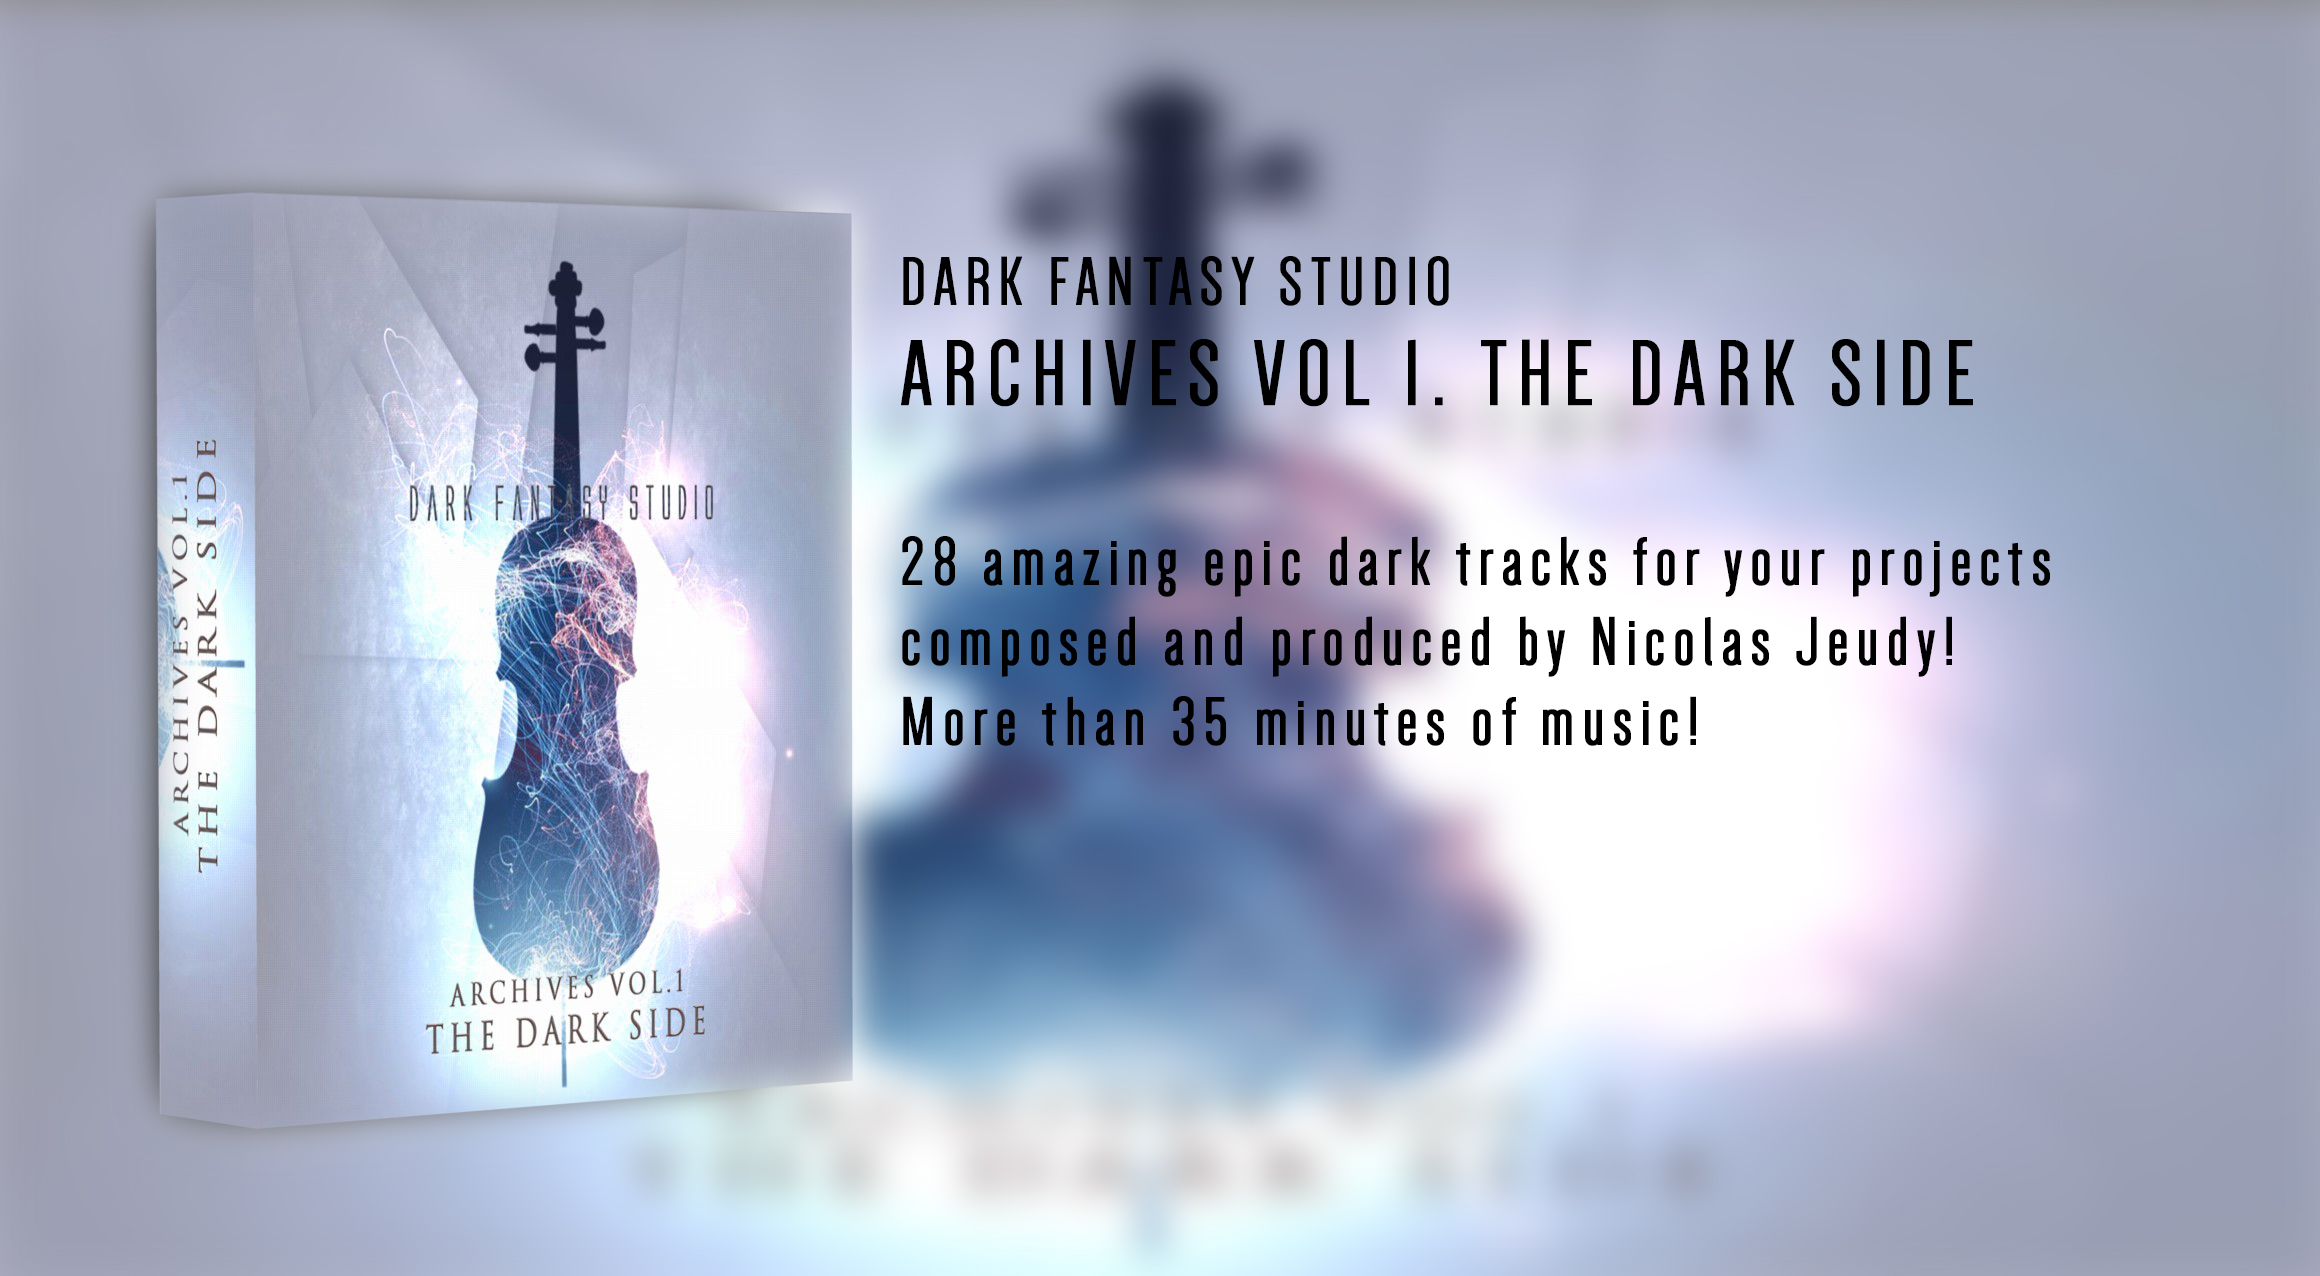 ARCHIVES VOL.1
THE DARK SIDE
DARK FANTASY STUDIO
ARCHIVES VOL.1
THE DARK SIDE
DARK FANTASY STUDIO
ARCHIVES VOL I. THE DARK SIDE
28 amazing epic dark tracks for your projects
composed and produced by Nicolas Jeudy!
More than 35 minutes of music!